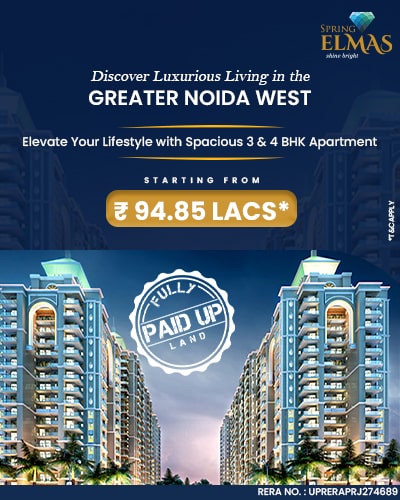 SPRING
ELMAS
shine bright
Discover Luxurious Living in the
GREATER NOIDA WEST
Elevate Your Lifestyle with Spacious 3 & 4 BHK Apartment
STARTING FROM
₹ 94.85 LACS*
*T&C APPLY
FULLY
PAID UP
LAND
RERA NO. : UPRERAPRJ274689